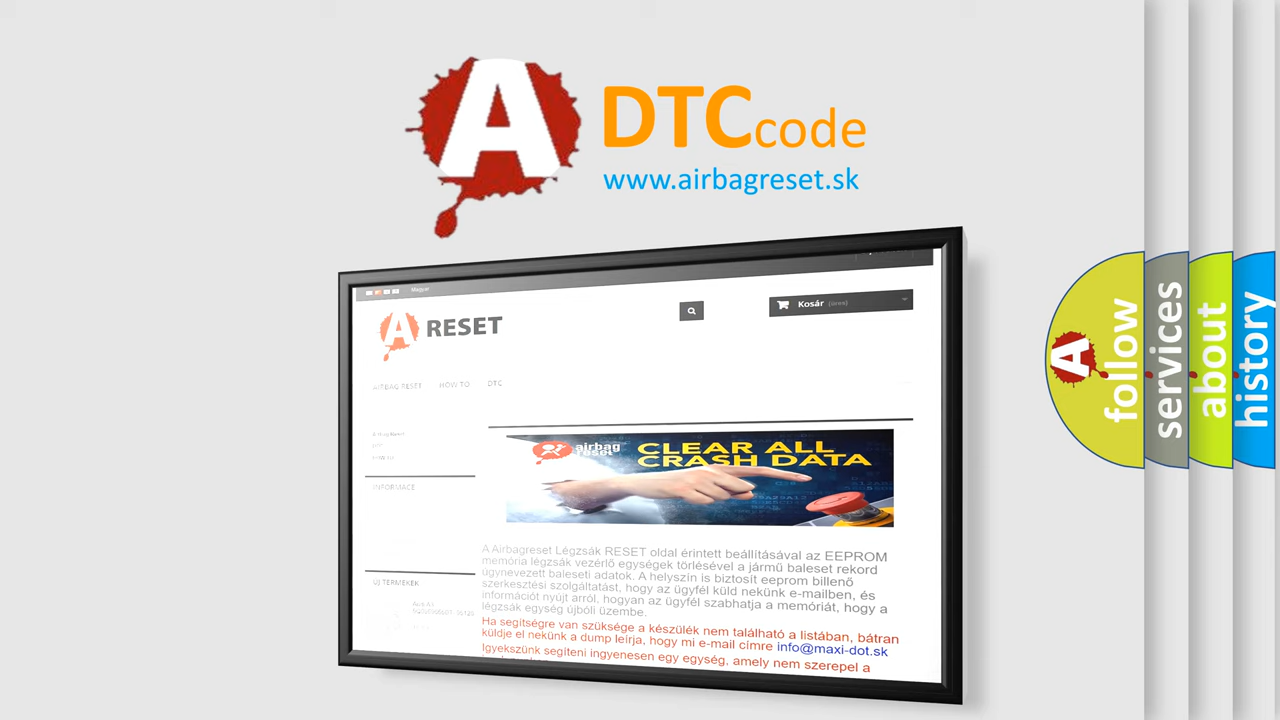 A DTCcode
www.airbagreset.sk
Magyar
A RESET
Kosár (üres)
AIRBAG RESET HOW TO DTC
airbag
reset
CLEAR ALL
CRASH DATA
INFORMACE
A Airbagreset Légzsák RESET oldal érintett beállításával az EEPROM
memória légzsák vezérlő egységek törlésével a jármű baleset rekord
úgynevezett baleseti adatok. A helyszín is biztosít eeprom billenő
szerkesztési szolgáltatást, hogy az ügyfél küld nekünk e-mailben, és
információt nyújt arról, hogyan az ügyfél szabhatja a memóriát, hogy a
légzsák egység újbóli üzembe.
Ha segítségre van szüksége a készülék nem található a listában, bátran
küldje el nekünk a dump leírja, hogy mi e-mail címre info@maxi-dot.sk
Igyekszünk segíteni ingyenesen egy egység, amely nem szerepel a
ÚJ TERMÉKEK
A follow
services
about
history